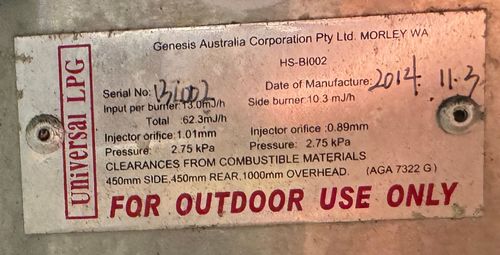 Universal LPG
Genesis Australia Corporation Pty Ltd. MORLEY WA
HS-BI002
Serial No: Bi002 Date of Manufacture: 2014. 11.3
Input per burner:13.0mJ/h Side burner:10.3 mJ/h
Total :62.3mJ/h
Injector orifice:1.01mm Injector orifice:0.89mm
Pressure: 2.75 kPa Pressure: 2.75 kPa
CLEARANCES FROM COMBUSTIBLE MATERIALS
450mm SIDE,450mm REAR,1000mm OVERHEAD. (AGA 7322 G)
FOR OUTDOOR USE ONLY